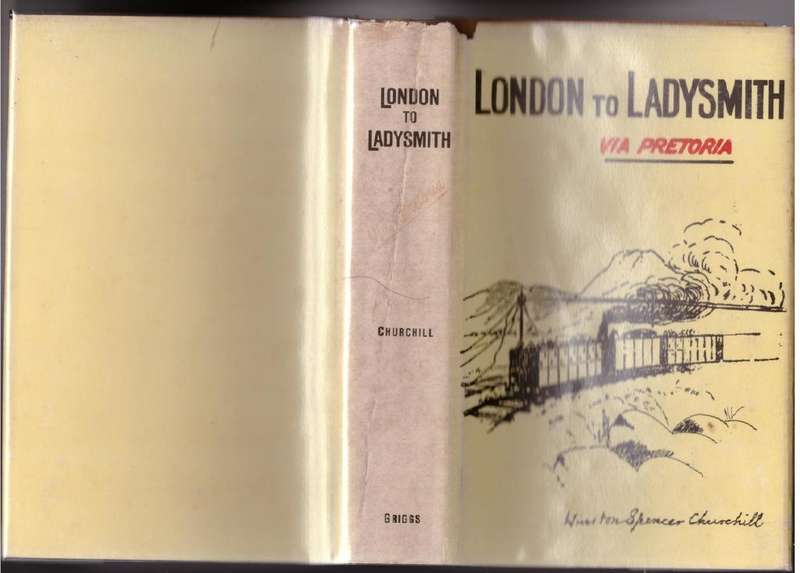 LONDON
TO
LADYSMITH
CHURCHILL
GRIGGS
LONDON TO LADYSMITH
VIA PRETORIA
Winston Spencer Churchill